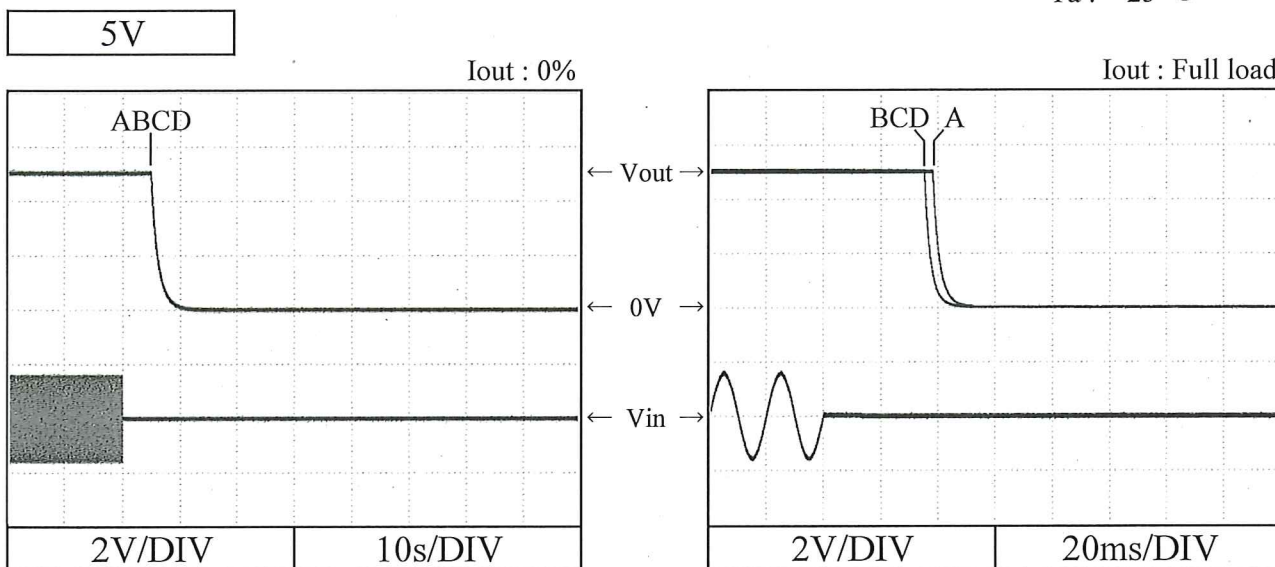 5V
Iout : 0%
Iout : Full load
ABCD
BCD A
← Vout →
← 0V →
← Vin →
2V/DIV 10s/DIV
2V/DIV 20ms/DIV